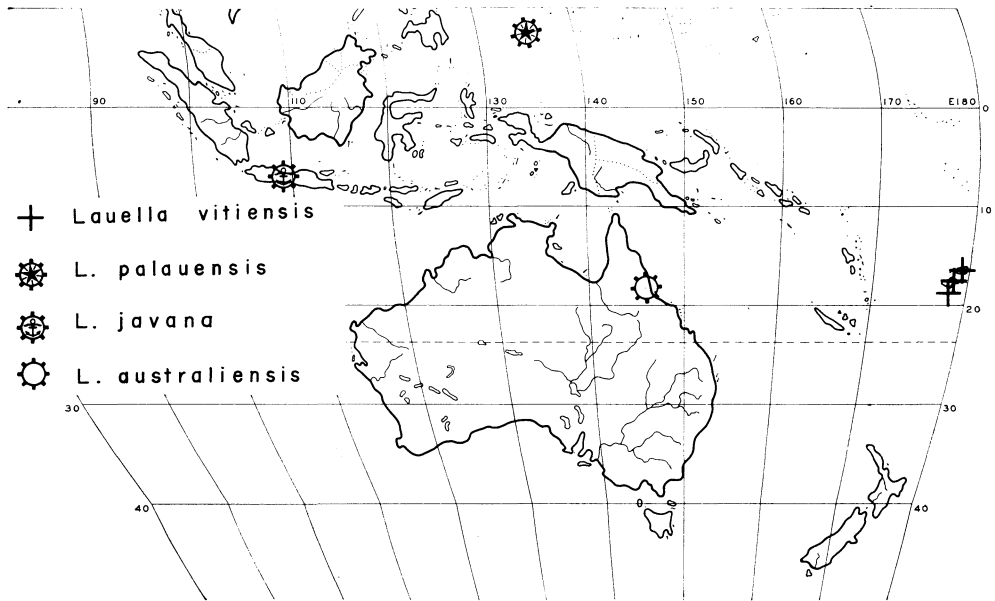 90 110 130 140 150 160 170 E180 0
10
Lauella vitiensis
L. palauensis
20
L. javana
L. australiensis
30 30
40 40